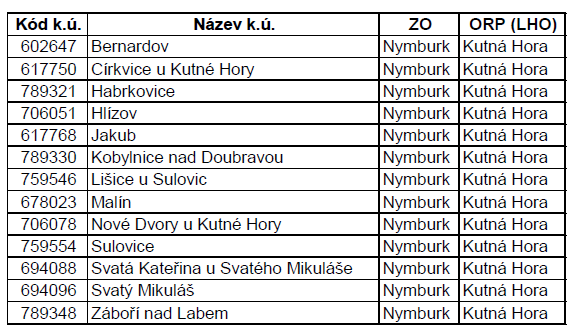 Kód k.ú. Název k.ú. ZO ORP (LHO)
602647 Bernardov Nymburk Kutná Hora
617750 Církvice u Kutné Hory Nymburk Kutná Hora
789321 Habrkovice Nymburk Kutná Hora
706051 Hlízov Nymburk Kutná Hora
617768 Jakub Nymburk Kutná Hora
789330 Kobylnice nad Doubravou Nymburk Kutná Hora
759546 Lišice u Sulovic Nymburk Kutná Hora
678023 Malín Nymburk Kutná Hora
706078 Nové Dvory u Kutné Hory Nymburk Kutná Hora
759554 Sulovice Nymburk Kutná Hora
694088 Svatá Kateřina u Svatého Mikuláše Nymburk Kutná Hora
694096 Svatý Mikuláš Nymburk Kutná Hora
789348 Záboří nad Labem Nymburk Kutná Hora